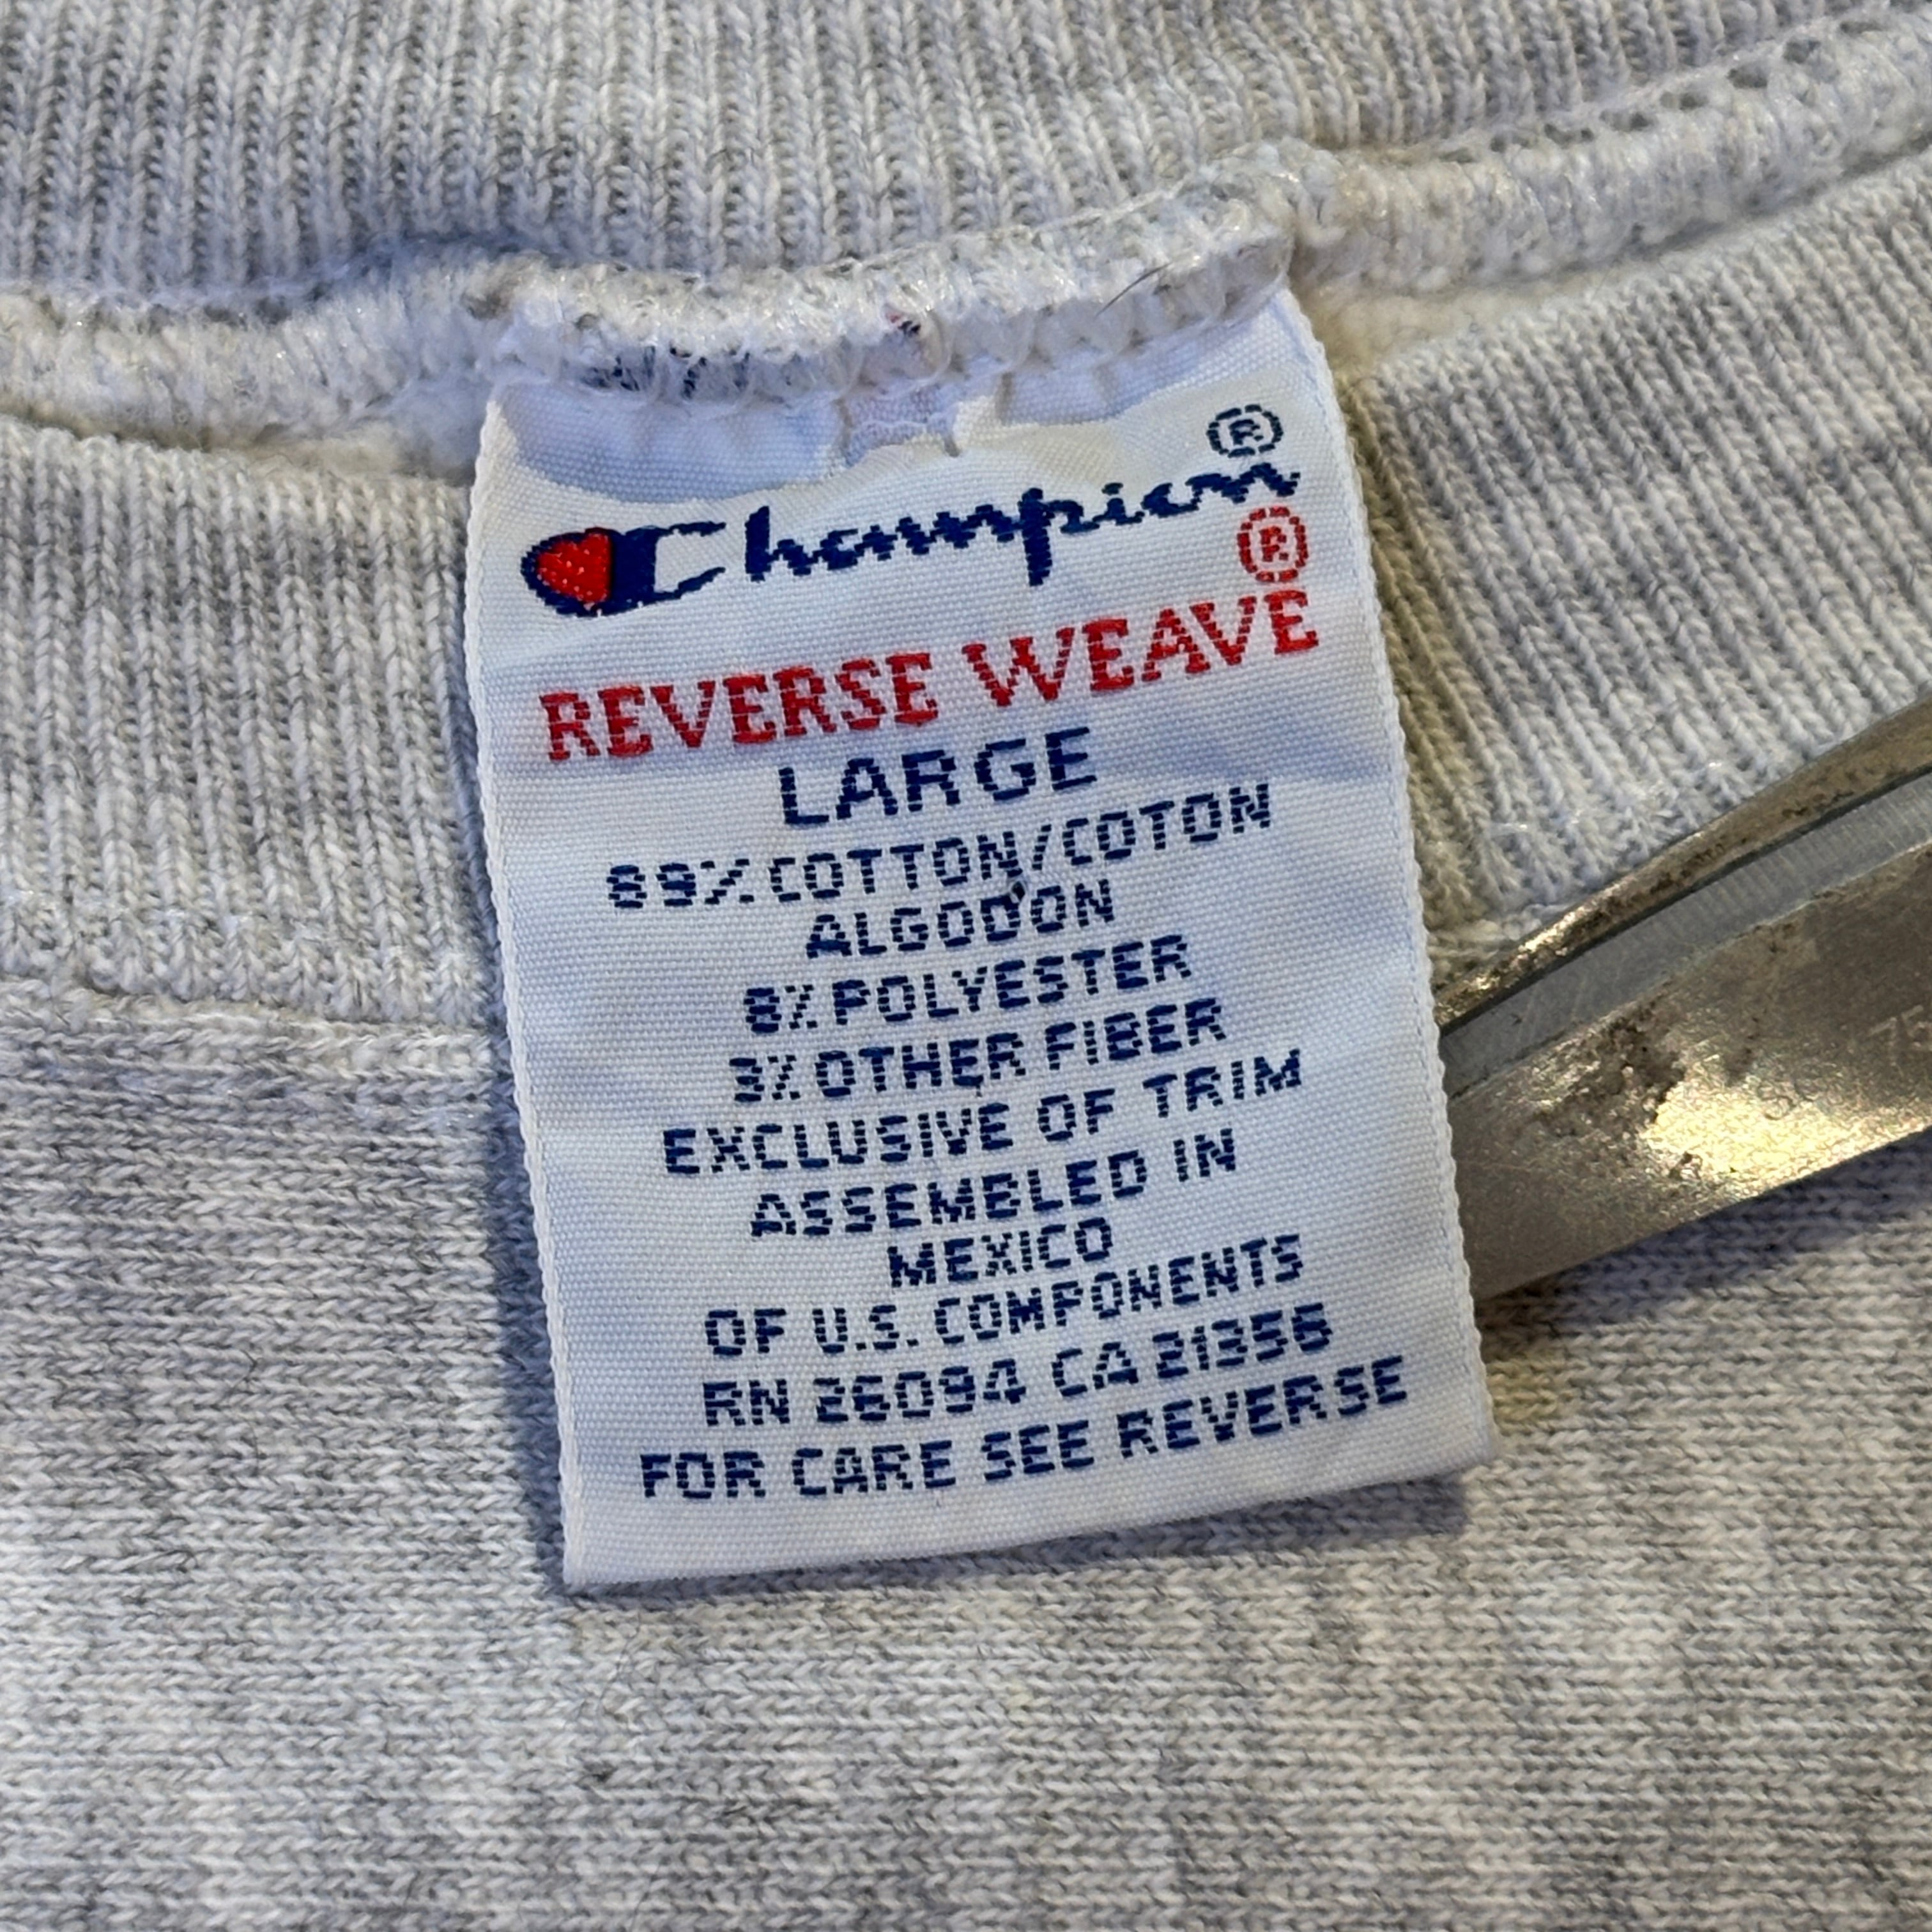 Champion®
REVERSE WEAVE®
LARGE
89% COTTON/COTON
ALGODON
8% POLYESTER
3% OTHER FIBER
EXCLUSIVE OF TRIM
ASSEMBLED IN
MEXICO
OF U.S. COMPONENTS
RN 26094 CA 21356
FOR CARE SEE REVERSE